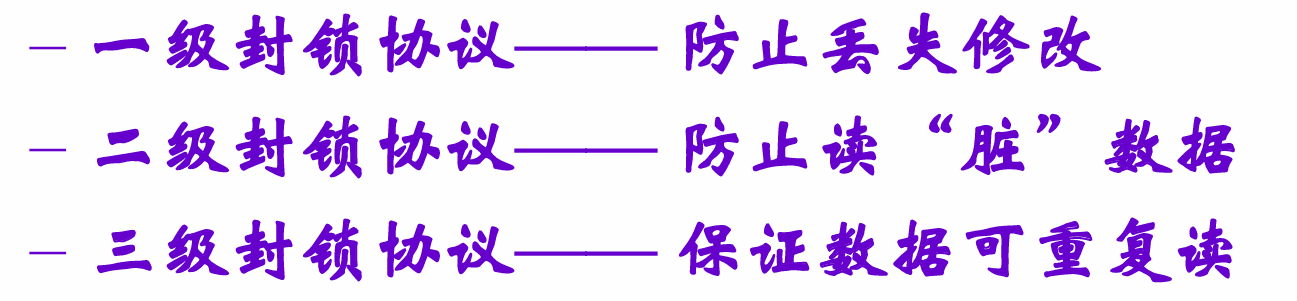 – 一级封锁协议—— 防止丢失修改
– 二级封锁协议—— 防止读“脏”数据
– 三级封锁协议—— 保证数据可重复读